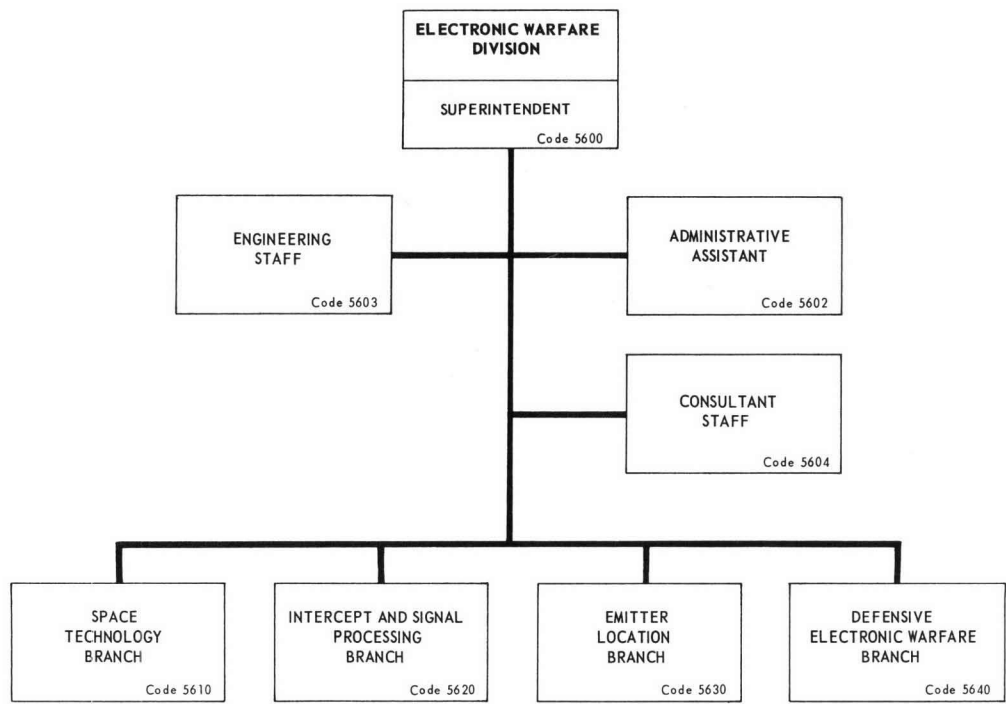 ELECTRONIC WARFARE
DIVISION
SUPERINTENDENT
Code 5600
ENGINEERING
STAFF
Code 5603
ADMINISTRATIVE
ASSISTANT
Code 5602
CONSULTANT
STAFF
Code 5604
SPACE
TECHNOLOGY
BRANCH
Code 5610
INTERCEPT AND SIGNAL
PROCESSING
BRANCH
Code 5620
EMITTER
LOCATION
BRANCH
Code 5630
DEFENSIVE
ELECTRONIC WARFARE
BRANCH
Code 5640